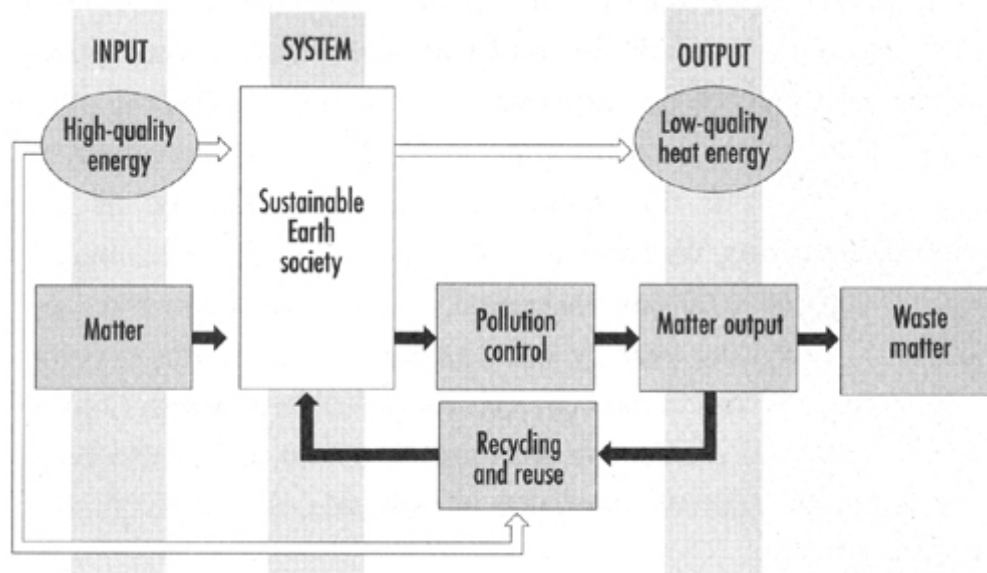 INPUT
SYSTEM
OUTPUT
High-quality
energy
Low-quality
heat energy
Sustainable
Earth
society
Matter
Pollution
control
Matter output
Waste
matter
Recycling
and reuse